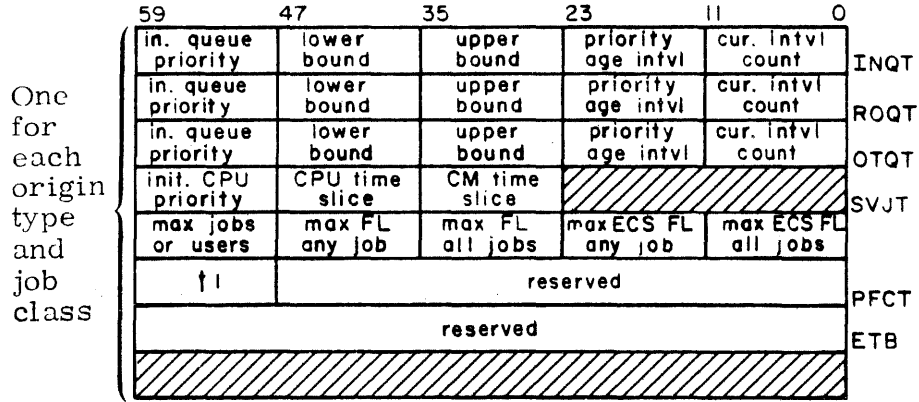 59 47 35 23 11 0
One
for
each
origin
type
and
job
class
in. queue lower upper priority cur. intvl
priority bound bound age intvl count
INQT
in. queue lower upper priority cur. intvl
priority bound bound age intvl count
ROQT
in. queue lower upper priority cur. intvl
priority bound bound age intvl count
OTQT
init. CPU CPU time CM time
priority slice slice
SVJT
max jobs max FL max FL max ECS FL max ECS FL
or users any job all jobs any job all jobs
†1 reserved
PFCT
reserved
ETB